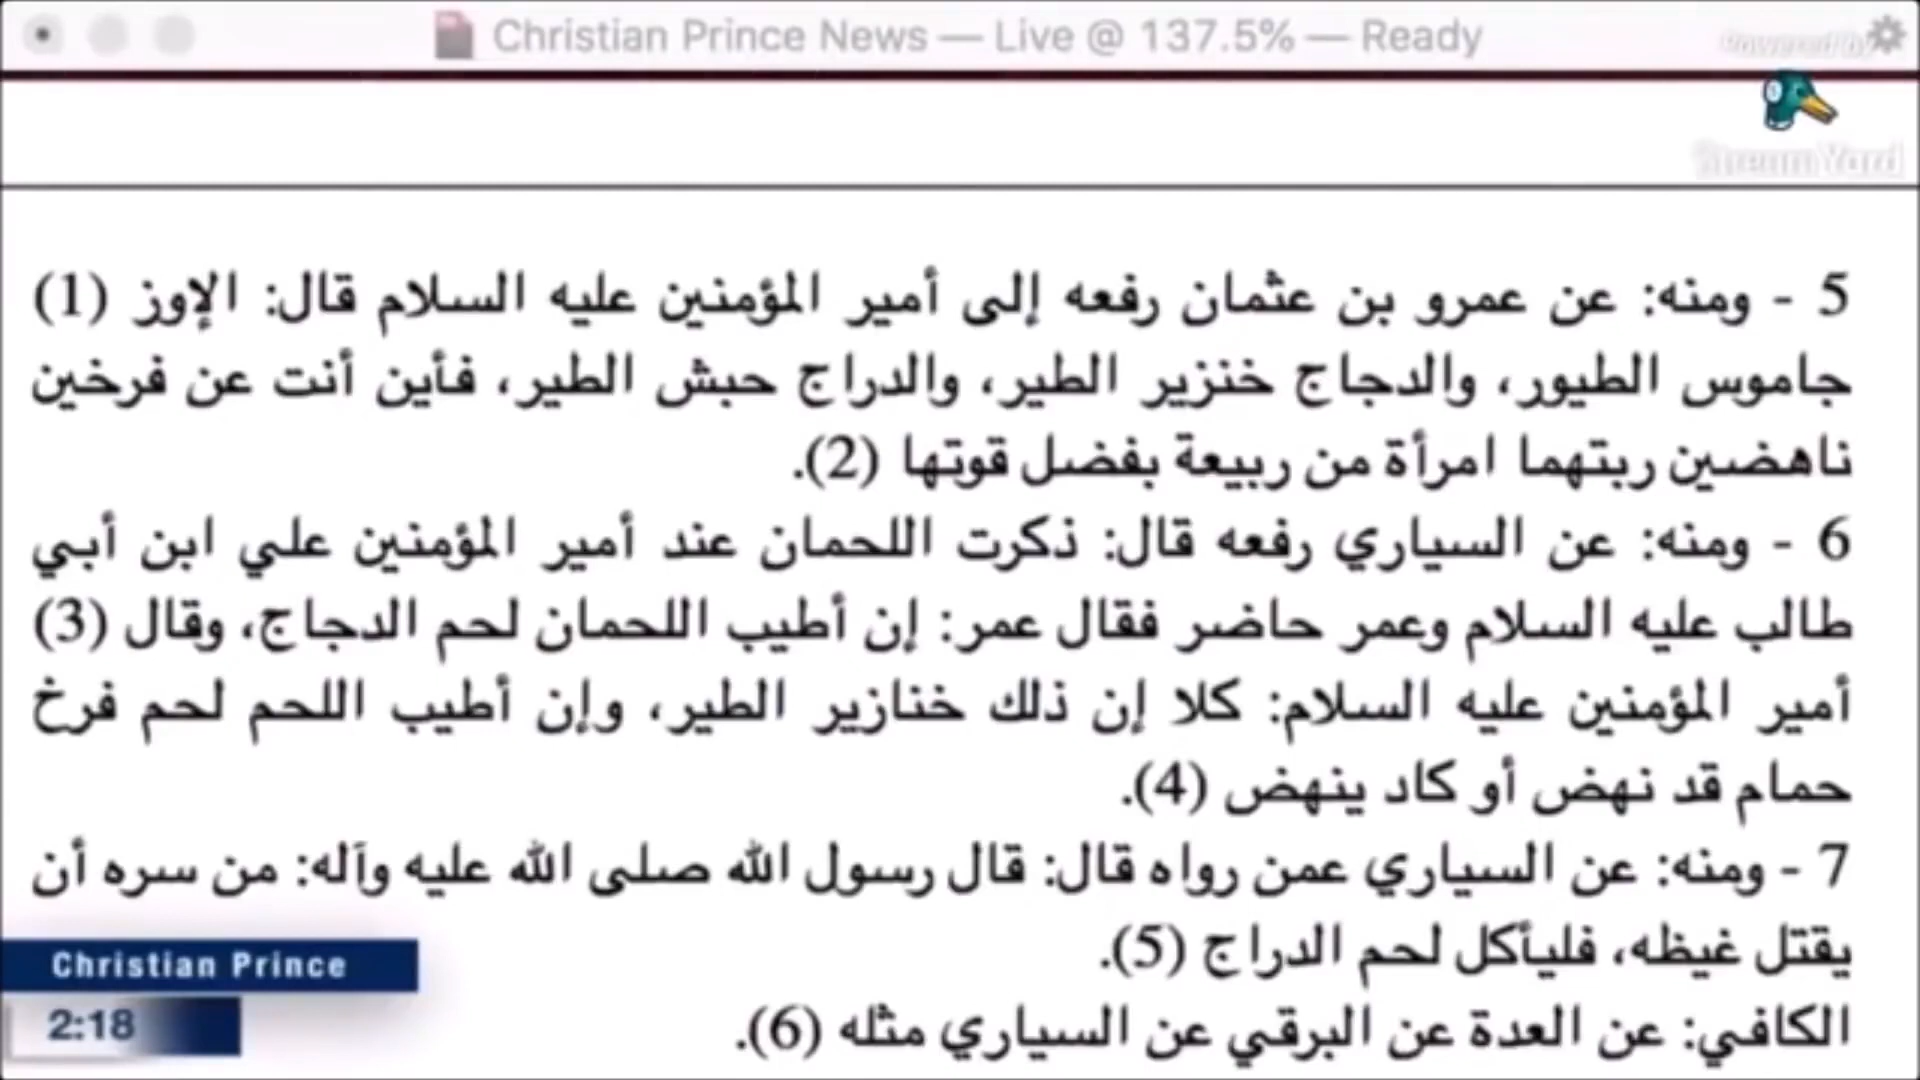 Christian Prince News — Live @ 137.5% — Ready
Powered by
StreamYard
5 - ومنه: عن عمرو بن عثمان رفعه إلى أمير المؤمنين عليه السلام قال: الإوز (1)
جاموس الطيور، والدجاج خنزير الطير، والدراج حبش الطير، فأين أنت عن فرخين
ناهضين ربتهما امرأة من ربيعة بفضل قوتها (2).
6 - ومنه: عن السياري رفعه قال: ذكرت اللحمان عند أمير المؤمنين علي ابن أبي
طالب عليه السلام وعمر حاضر فقال عمر: إن أطيب اللحمان لحم الدجاج، وقال (3)
أمير المؤمنين عليه السلام: كلا إن ذلك خنازير الطير، وإن أطيب اللحم لحم فرخ
حمام قد نهض أو كاد ينهض (4).
7 - ومنه: عن السياري عمن رواه قال: قال رسول الله صلى الله عليه وآله: من سره أن
يقتل غيظه، فليأكل لحم الدراج (5).
الكافي: عن العدة عن البرقي عن السياري مثله (6).
Christian Prince
2:18